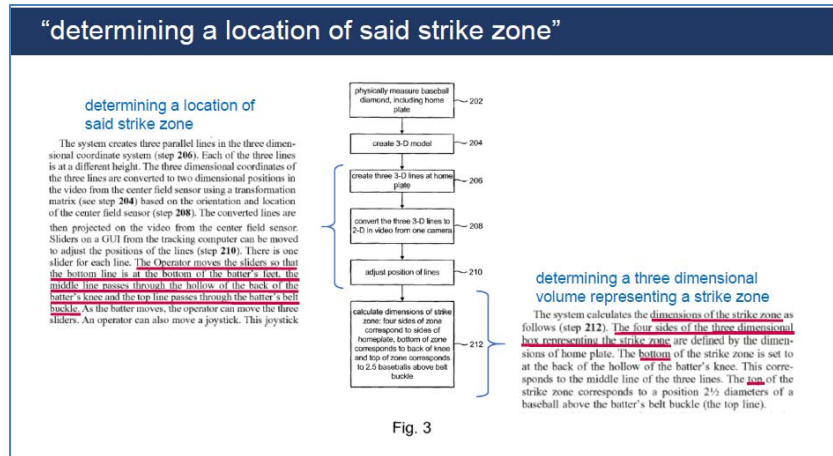 “determining a location of said strike zone”
determining a location of
said strike zone
The system creates three parallel lines in the three dimen-
sional coordinate system (step 206). Each of the three lines
is at a different height. The three dimensional coordinates of
the three lines are converted to two dimensional positions in
the video from the center field sensor using a transformation
matrix (see step 204) based on the orientation and location
of the center field sensor (step 208). The converted lines are
then projected on the video from the center field sensor.
Sliders on a GUI from the tracking computer can be moved
to adjust the positions of the lines (step 210). There is one
slider for each line. The Operator moves the sliders so that
the bottom line is at the bottom of the batter's feet, the
middle line passes through the hollow of the back of the
batter's knee and the top line passes through the batter's belt
buckle. As the batter moves, the operator can move the three
sliders. An operator can also move a joystick. This joystick
physically measure baseball
diamond, including home
plate
202
create 3-D model
204
create three 3-D lines at home
plate
206
convert the three 3-D lines to
2-D in video from one camera
208
adjust position of lines
210
calculate dimensions of strike
zone: four sides of zone
correspond to sides of
homeplate, bottom of zone
corresponds to back of knee
and top of zone corresponds
to 2.5 baseballs above belt
buckle
212
Fig. 3
determining a three dimensional
volume representing a strike zone
The system calculates the dimensions of the strike zone as
follows (step 212). The four sides of the three dimensional
box representing the strike zone are defined by the dimen-
sions of home plate. The bottom of the strike zone is set to
at the back of the hollow of the batter's knee. This corre-
sponds to the middle line of the three lines. The top of the
strike zone corresponds to a position 2½ diameters of a
baseball above the batter's belt buckle (the top line).